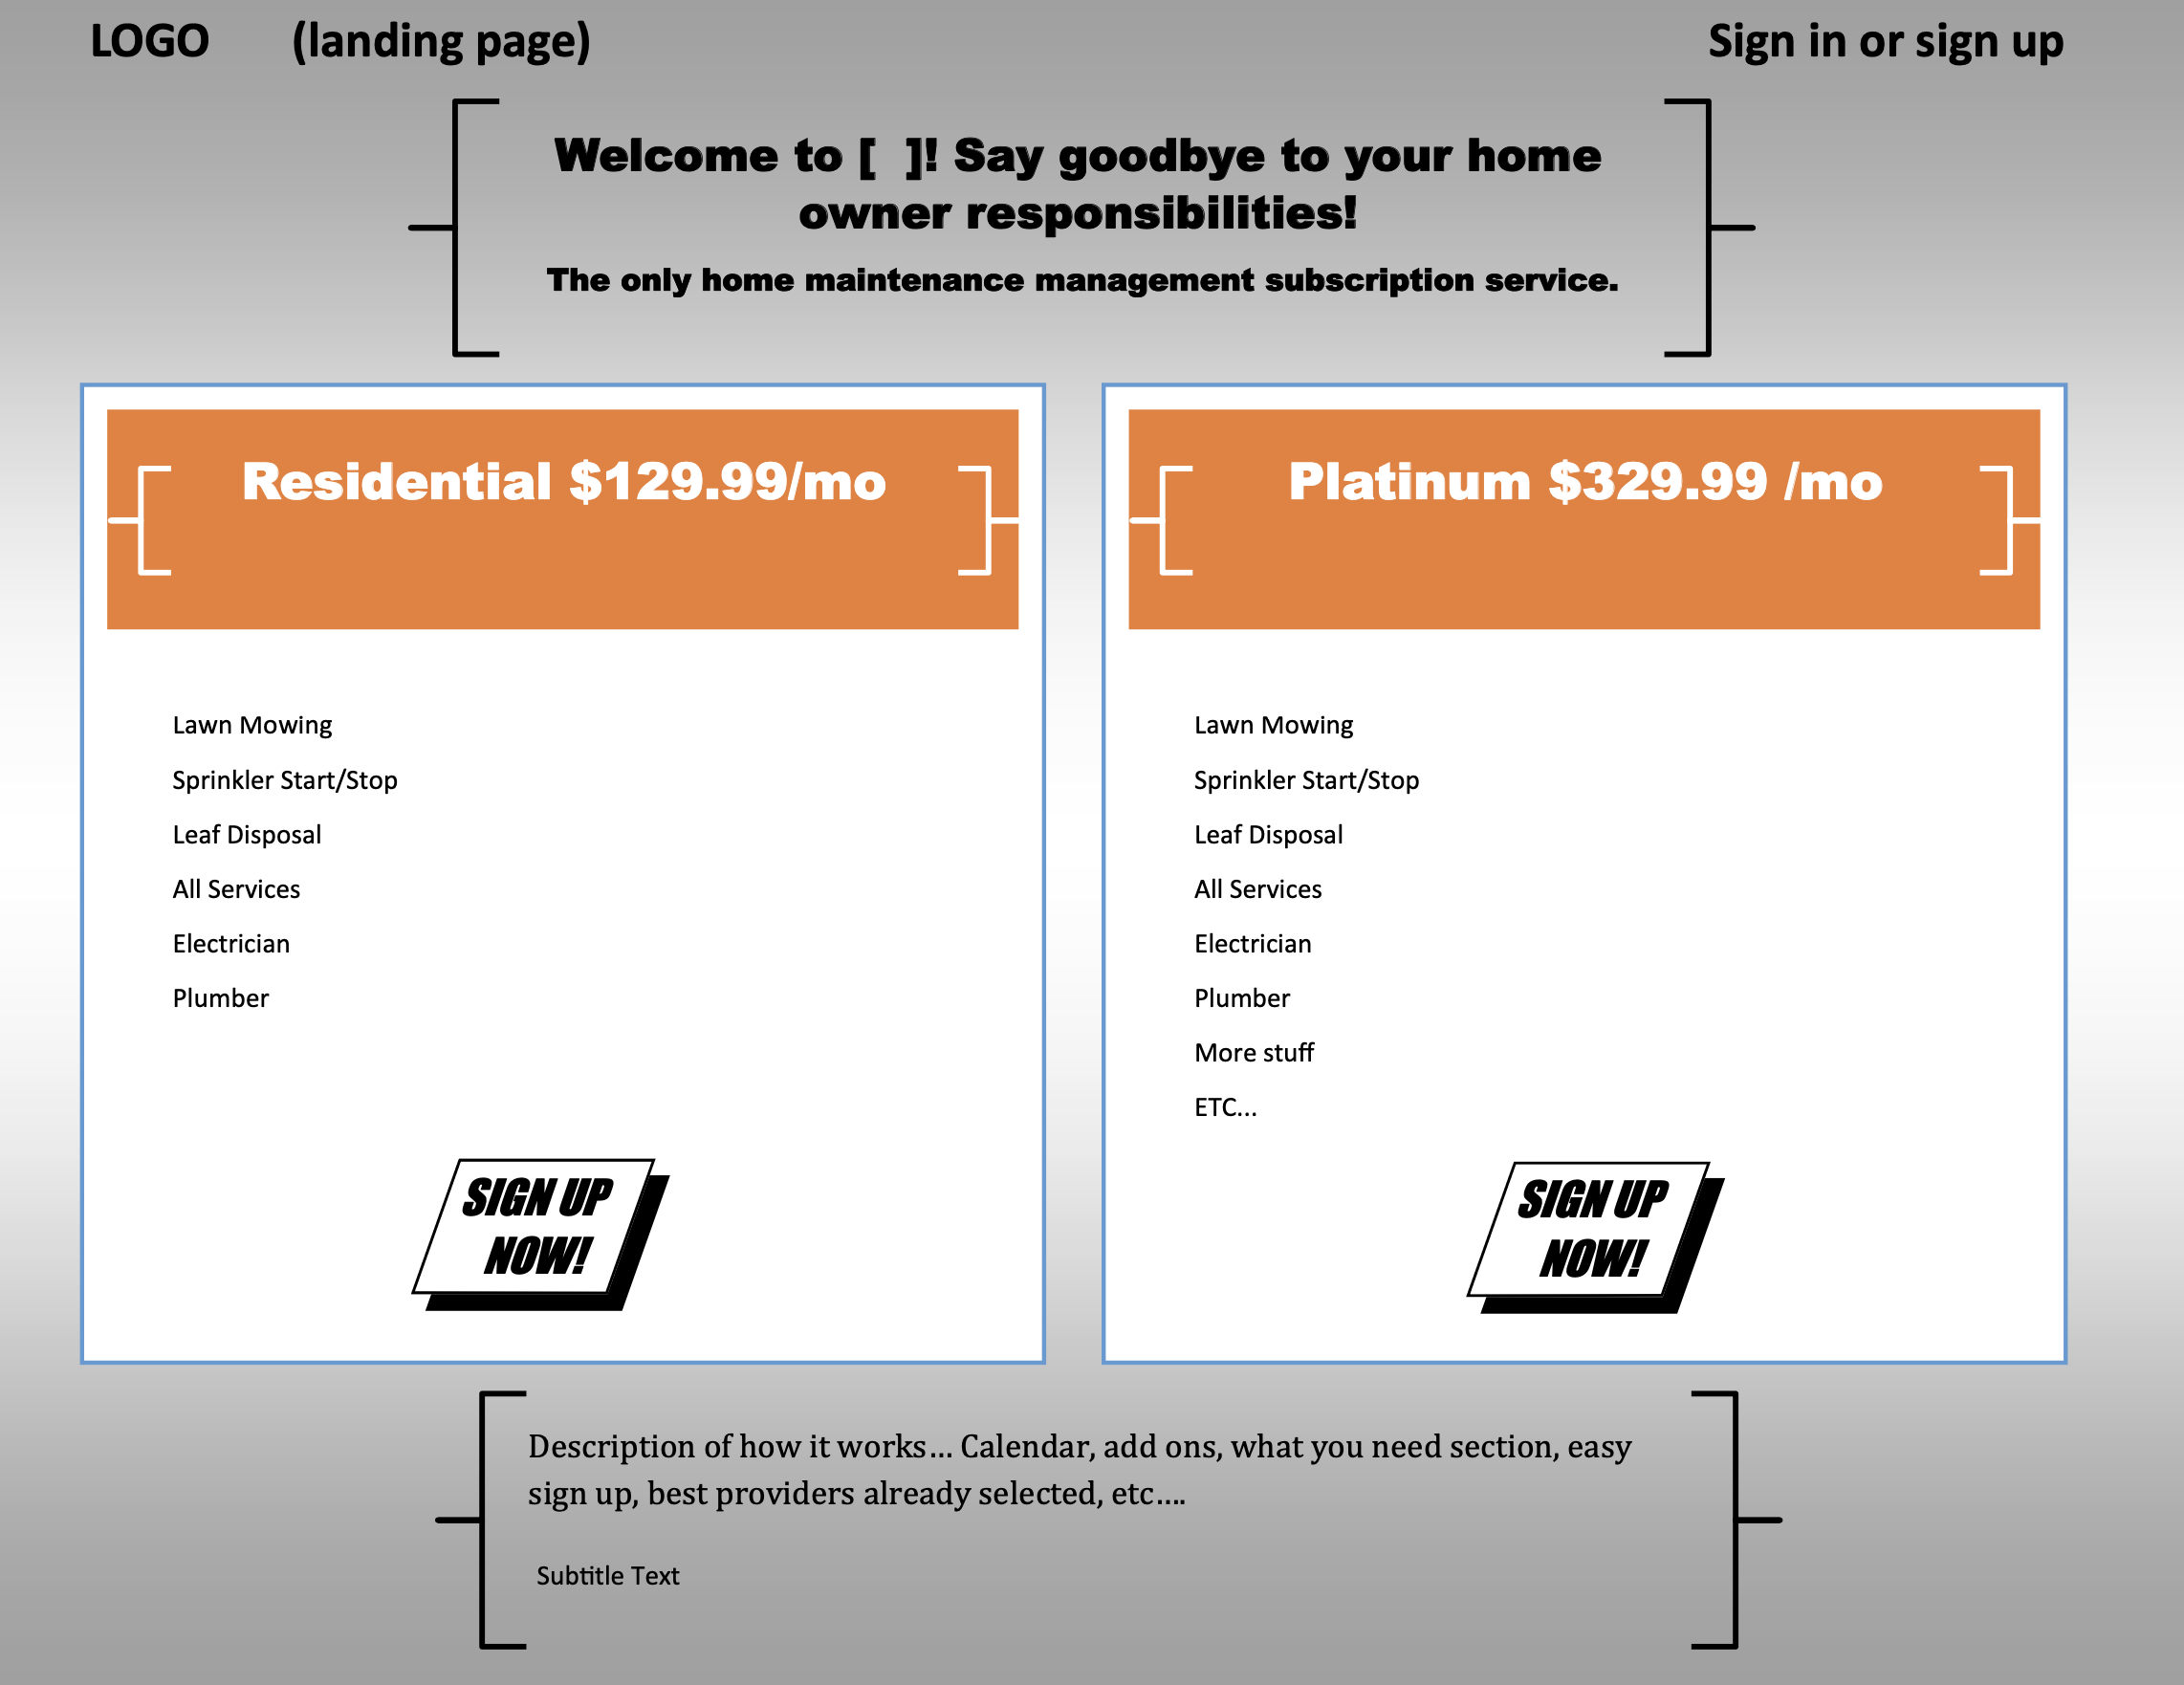 LOGO (landing page)
Sign in or sign up
Welcome to [  ]! Say goodbye to your home
owner responsibilities!
The only home maintenance management subscription service.
Residential $129.99/mo
Lawn Mowing
Sprinkler Start/Stop
Leaf Disposal
All Services
Electrician
Plumber
SIGN UP
NOW!
Platinum $329.99 /mo
Lawn Mowing
Sprinkler Start/Stop
Leaf Disposal
All Services
Electrician
Plumber
More stuff
ETC...
SIGN UP
NOW!
Description of how it works... Calendar, add ons, what you need section, easy
sign up, best providers already selected, etc....
Subtitle Text